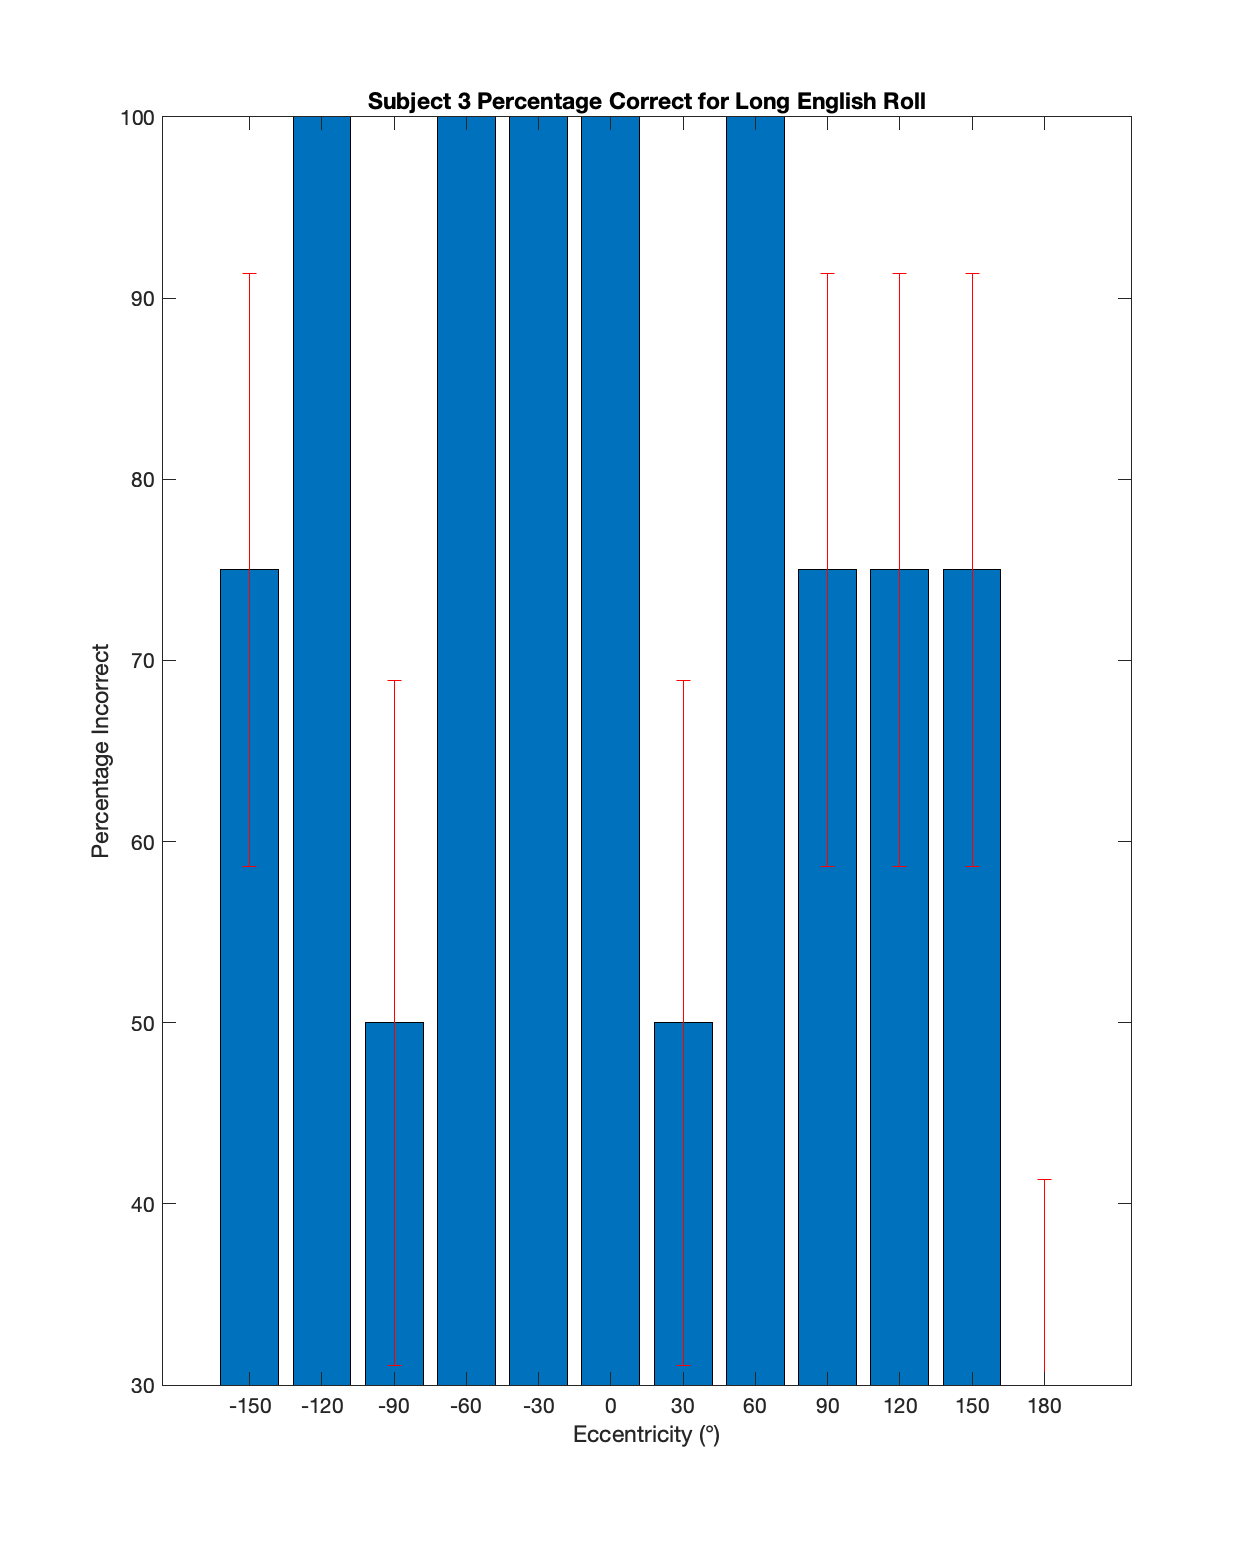 Subject 3 Percentage Correct for Long English Roll
100
90
80
70
60
50
40
30
Percentage Incorrect
-150 -120 -90 -60 -30 0 30 60 90 120 150 180
Eccentricity (°)